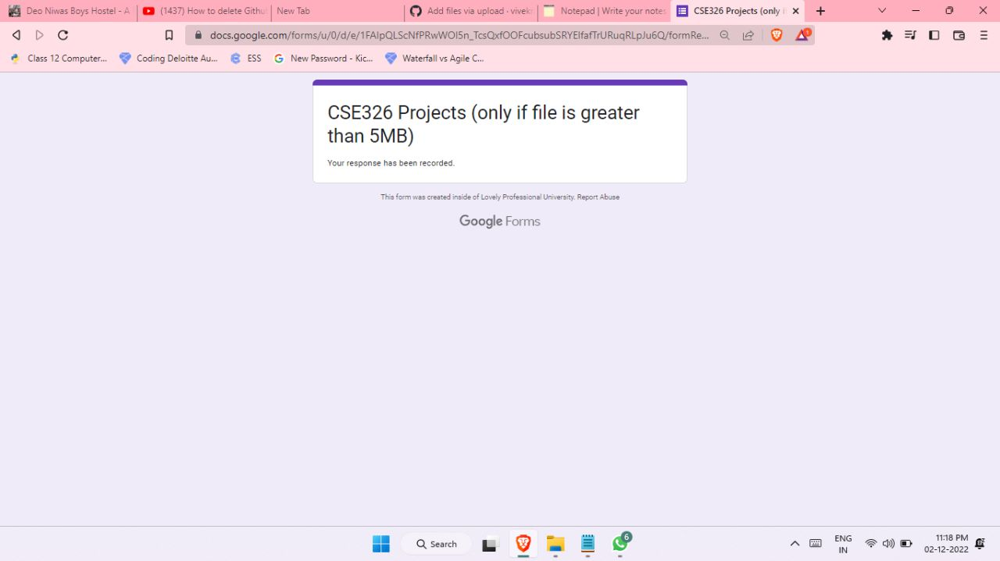 Deo Niwas Boys Hostel - A
(1437) How to delete Githu
New Tab
Add files via upload · vivekr
Notepad | Write your notes
CSE326 Projects (only i
docs.google.com/forms/u/0/d/e/
1
Class 12 Computer...
Coding Deloitte Au...
ESS
New Password - Kic...
Waterfall vs Agile C...
CSE326 Projects (only if file is greater
than 5MB)
Your response has been recorded.
This form was created inside of Lovely Professional University. Report Abuse
Google Forms
Search
6
ENG
IN
11:18 PM
02-12-2022